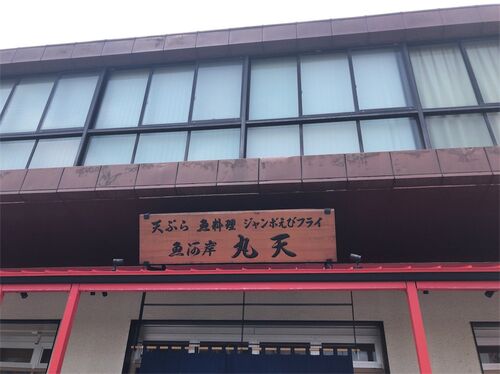 天ぷら 魚料理 ジャンボえびフライ
魚河岸 丸天